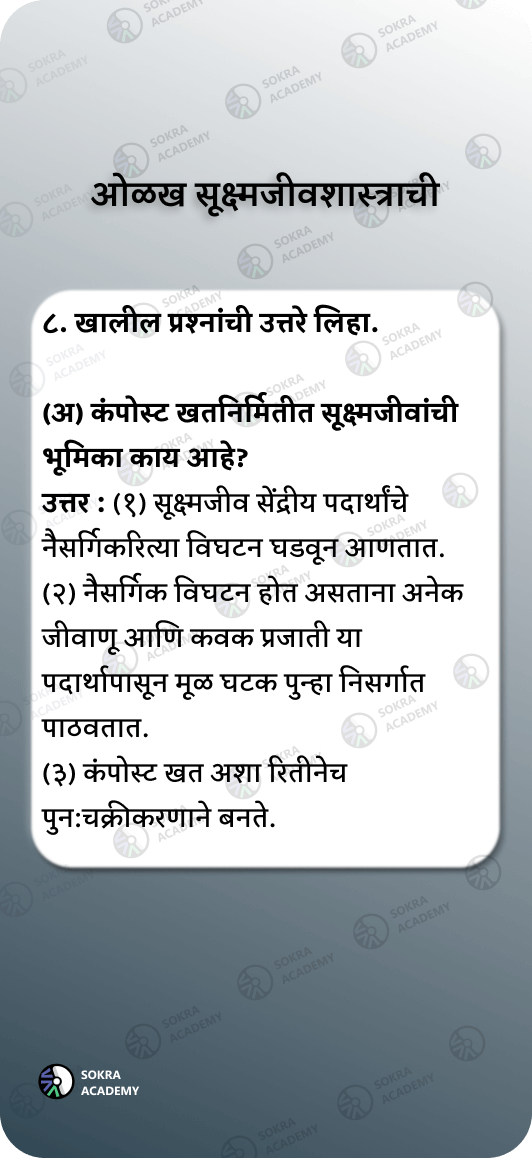 ओळख सूक्ष्मजीवशास्त्राची
८. खालील प्रश्नांची उत्तरे लिहा.
(अ) कंपोस्ट खतनिर्मितीत सूक्ष्मजीवांची
भूमिका काय आहे?
उत्तर : (१) सूक्ष्मजीव सेंद्रीय पदार्थांचे
नैसर्गिकरित्या विघटन घडवून आणतात.
(२) नैसर्गिक विघटन होत असताना अनेक
जीवाणू आणि कवक प्रजाती या
पदार्थापासून मूळ घटक पुन्हा निसर्गात
पाठवतात.
(३) कंपोस्ट खत अशा रितीनेच
पुन:चक्रीकरणाने बनते.
SOKRA
ACADEMY